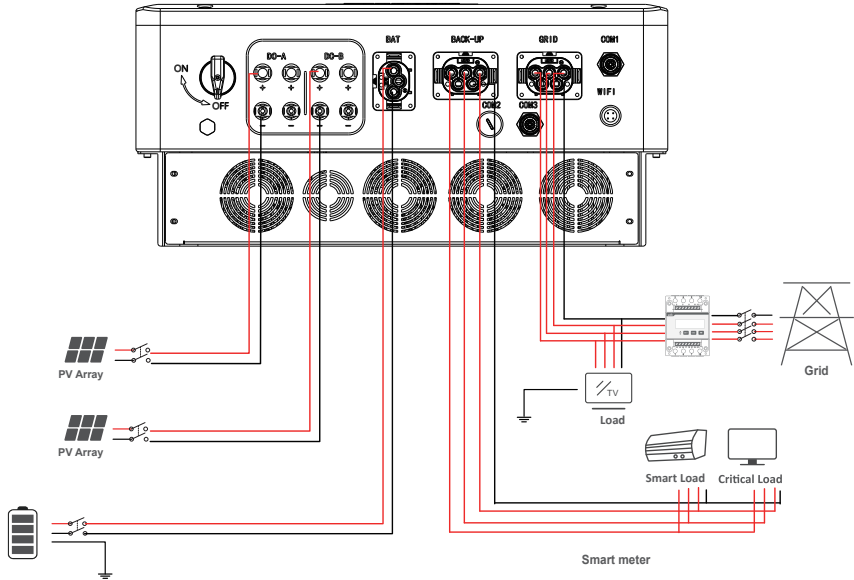 BAT
BACK-UP
GRID
COM1
DC-A
DC-B
ON
OFF
+ + + +
- - - -
COM2
COM3
WIFI
PV Array
PV Array
TV
Load
Grid
Smart Load
Critical Load
Smart meter